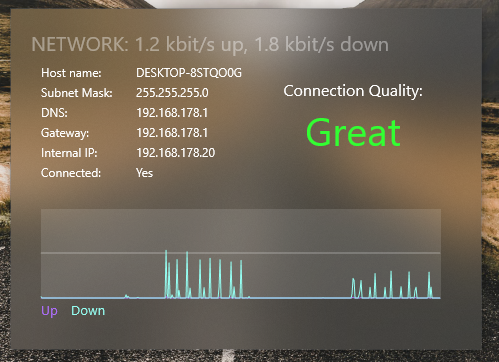 NETWORK: 1.2 kbit/s up, 1.8 kbit/s down
Host name: DESKTOP-8STQO0G
Subnet Mask: 255.255.255.0
DNS: 192.168.178.1
Gateway: 192.168.178.1
Internal IP: 192.168.178.20
Connected: Yes
Connection Quality:
Great
Up Down